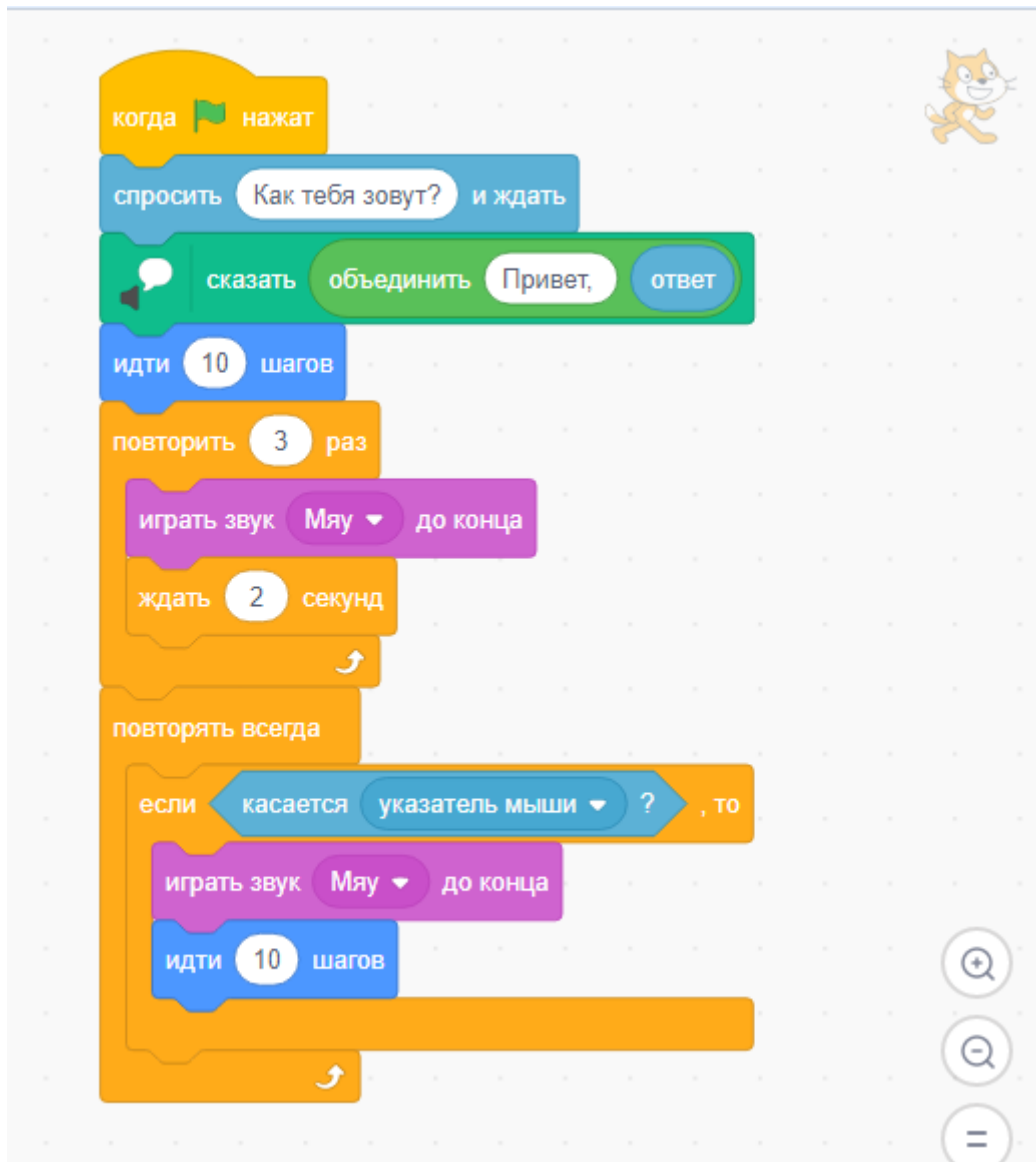 когда нажат
спросить Как тебя зовут? и ждать
сказать объединить Привет, ответ
идти 10 шагов
повторить 3 раз
играть звук Мяу до конца
ждать 2 секунд
повторять всегда
если касается указатель мыши ? , то
играть звук Мяу до конца
идти 10 шагов